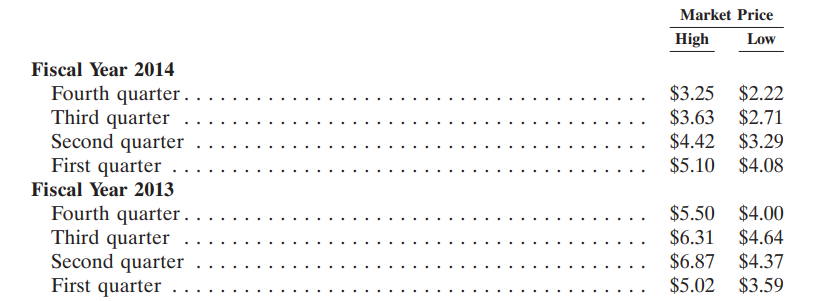 Market Price
High Low
Fiscal Year 2014
Fourth quarter . . . . . . . . . . . . . . . . . . . . . . . . . . . . . . . . . . . . . . . $3.25 $2.22
Third quarter . . . . . . . . . . . . . . . . . . . . . . . . . . . . . . . . . . . . . . . $3.63 $2.71
Second quarter . . . . . . . . . . . . . . . . . . . . . . . . . . . . . . . . . . . . . . $4.42 $3.29
First quarter . . . . . . . . . . . . . . . . . . . . . . . . . . . . . . . . . . . . . . . . $5.10 $4.08
Fiscal Year 2013
Fourth quarter . . . . . . . . . . . . . . . . . . . . . . . . . . . . . . . . . . . . . . . $5.50 $4.00
Third quarter . . . . . . . . . . . . . . . . . . . . . . . . . . . . . . . . . . . . . . . $6.31 $4.64
Second quarter . . . . . . . . . . . . . . . . . . . . . . . . . . . . . . . . . . . . . . $6.87 $4.37
First quarter . . . . . . . . . . . . . . . . . . . . . . . . . . . . . . . . . . . . . . . . $5.02 $3.59